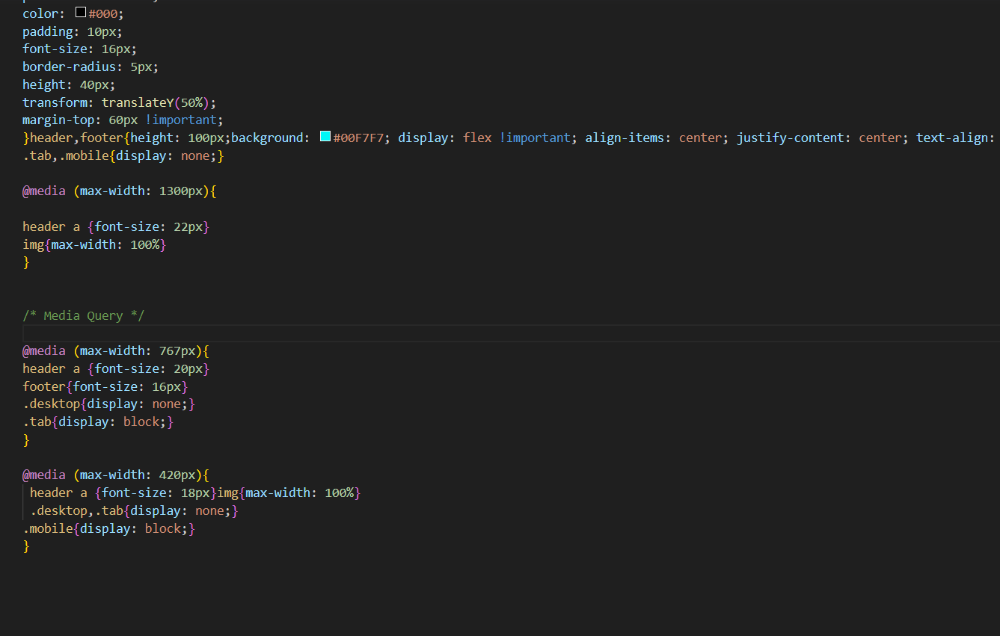 color: #000;
padding: 10px;
font-size: 16px;
border-radius: 5px;
height: 40px;
transform: translateY(50%);
margin-top: 60px !important;
}header,footer{height: 100px;background: #00F7F7; display: flex !important; align-items: center; justify-content: center; text-align:
.tab,.mobile{display: none;}
@media (max-width: 1300px){
header a {font-size: 22px}
img{max-width: 100%}
}
/* Media Query */
@media (max-width: 767px){
header a {font-size: 20px}
footer{font-size: 16px}
.desktop{display: none;}
.tab{display: block;}
}
@media (max-width: 420px){
header a {font-size: 18px}img{max-width: 100%}
.desktop,.tab{display: none;}
.mobile{display: block;}
}